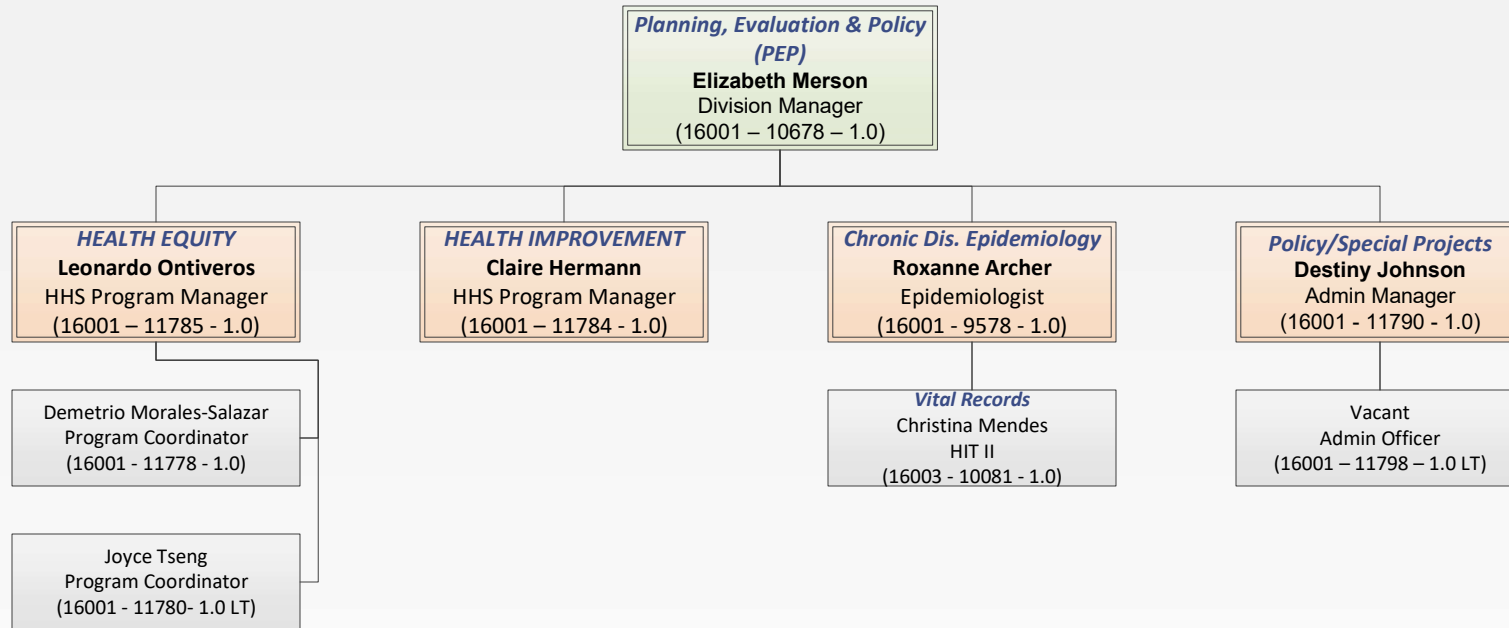 Planning, Evaluation & Policy
(PEP)
Elizabeth Merson
Division Manager
(16001 – 10678 – 1.0)
HEALTH EQUITY
Leonardo Ontiveros
HHS Program Manager
(16001 – 11785 - 1.0)
HEALTH IMPROVEMENT
Claire Hermann
HHS Program Manager
(16001 – 11784 - 1.0)
Chronic Dis. Epidemiology
Roxanne Archer
Epidemiologist
(16001 - 9578 - 1.0)
Policy/Special Projects
Destiny Johnson
Admin Manager
(16001 - 11790 - 1.0)
Demetrio Morales-Salazar
Program Coordinator
(16001 - 11778 - 1.0)
Vital Records
Christina Mendes
HIT II
(16003 - 10081 - 1.0)
Vacant
Admin Officer
(16001 – 11798 – 1.0 LT)
Joyce Tseng
Program Coordinator
(16001 - 11780- 1.0 LT)